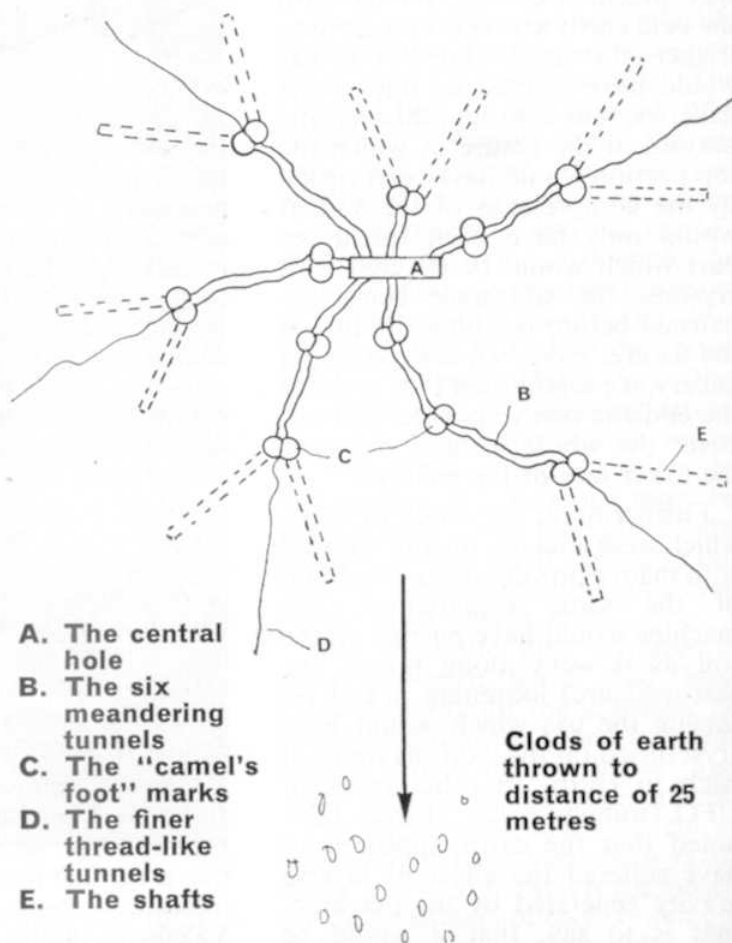 A
B
E
C
D
A. The central
hole
B. The six
meandering
tunnels
C. The "camel's
foot" marks
D. The finer
thread-like
tunnels
E. The shafts
Clods of earth
thrown to
distance of 25
metres